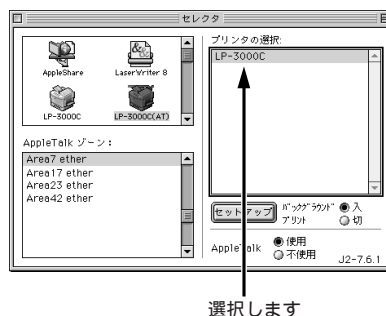 セレクタ
AppleShare
LaserWriter 8
LP-3000C
LP-3000C(AT)
AppleTalk ゾーン：
Area7 ether
Area17 ether
Area23 ether
Area42 ether
プリンタの選択:
LP-3000C
セットアップ
バックグラウンド プリント
入
切
AppleTalk
使用
不使用
J2-7.6.1
選択します